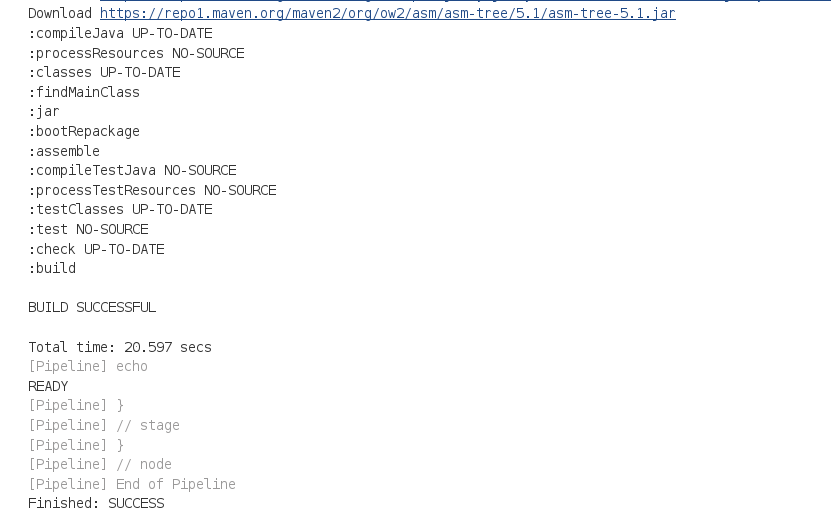 Download https://repo1.maven.org/maven2/org/ow2/asm/asm-tree/5.1/asm-tree-5.1.jar
:compileJava UP-TO-DATE
:processResources NO-SOURCE
:classes UP-TO-DATE
:findMainClass
:jar
:bootRepackage
:assemble
:compileTestJava NO-SOURCE
:processTestResources NO-SOURCE
:testClasses UP-TO-DATE
:test NO-SOURCE
:check UP-TO-DATE
:build
BUILD SUCCESSFUL
Total time: 20.597 secs
[Pipeline] echo
READY
[Pipeline] }
[Pipeline] // stage
[Pipeline] }
[Pipeline] // node
[Pipeline] End of Pipeline
Finished: SUCCESS